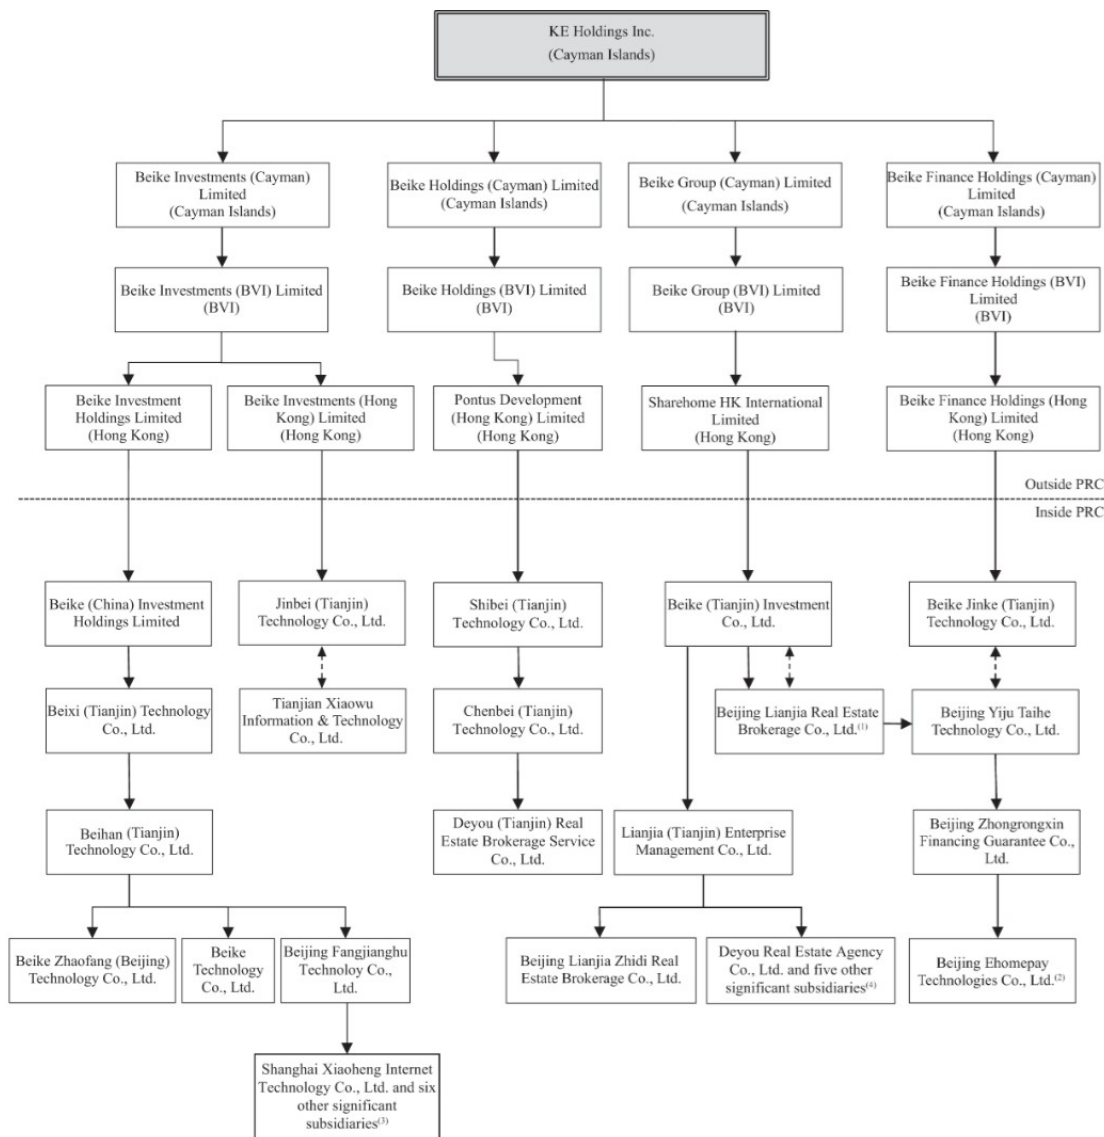 KE Holdings Inc.
(Cayman Islands)
Beike Investments (Cayman)
Limited
(Cayman Islands)
Beike Holdings (Cayman) Limited
(Cayman Islands)
Beike Group (Cayman) Limited
(Cayman Islands)
Beike Finance Holdings (Cayman)
Limited
(Cayman Islands)
Beike Investments (BVI) Limited
(BVI)
Beike Holdings (BVI) Limited
(BVI)
Beike Group (BVI) Limited
(BVI)
Beike Finance Holdings (BVI)
Limited
(BVI)
Beike Investment
Holdings Limited
(Hong Kong)
Beike Investments (Hong
Kong) Limited
(Hong Kong)
Pontus Development
(Hong Kong) Limited
(Hong Kong)
Sharehome HK International
Limited
(Hong Kong)
Beike Finance Holdings (Hong
Kong) Limited
(Hong Kong)
Outside PRC
Inside PRC
Beike (China) Investment
Holdings Limited
Jinbei (Tianjin)
Technology Co., Ltd.
Shibei (Tianjin)
Technology Co., Ltd.
Beike (Tianjin) Investment
Co., Ltd.
Beike Jinke (Tianjin)
Technology Co., Ltd.
Beixi (Tianjin) Technology
Co., Ltd.
Tianjian Xiaowu
Information & Technology
Co., Ltd.
Chenbei (Tianjin)
Technology Co., Ltd.
Beijing Lianjia Real Estate
Brokerage Co., Ltd.(1)
Beijing Yiju Taihe
Technology Co., Ltd.
Beihan (Tianjin)
Technology Co., Ltd.
Deyou (Tianjin) Real
Estate Brokerage Service
Co., Ltd.
Lianjia (Tianjin) Enterprise
Management Co., Ltd.
Beijing Zhongrongxin
Financing Guarantee Co.,
Ltd.
Beike Zhaofang (Beijing)
Technology Co., Ltd.
Beike
Technology
Co., Ltd.
Beijing Fangjianghu
Technoloy Co.,
Ltd.
Beijing Lianjia Zhidi Real
Estate Brokerage Co., Ltd.
Deyou Real Estate Agency
Co., Ltd. and five other
significant subsidiaries(4)
Beijing Ehomepay
Technologies Co., Ltd.(2)
Shanghai Xiaoheng Internet
Technology Co., Ltd. and six
other significant
subsidiaries(3)